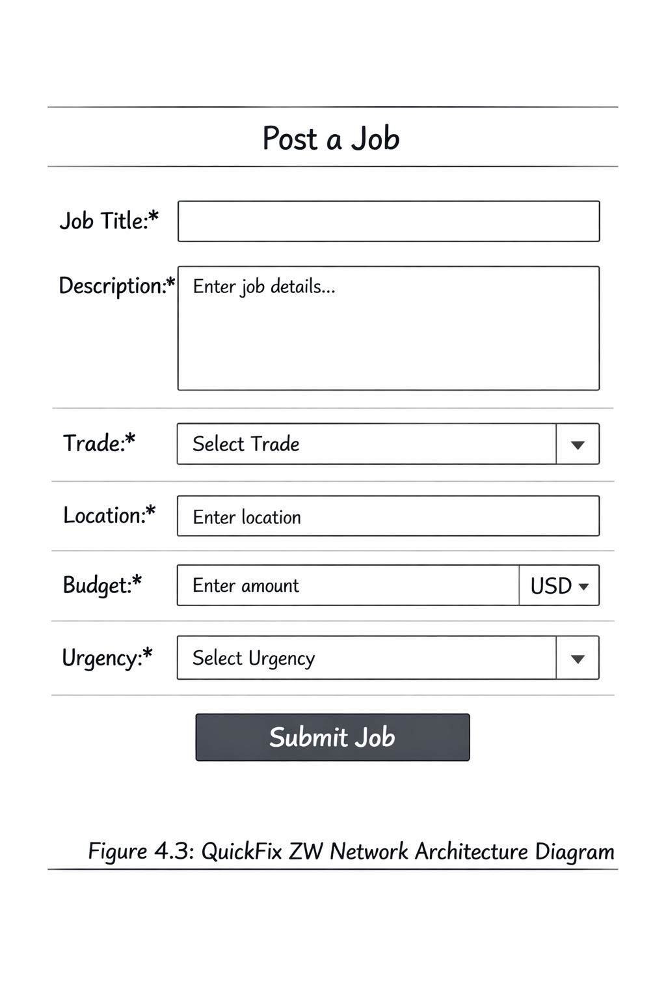 Post a Job
Job Title:*
Description:* Enter job details...
Trade:* Select Trade
Location:* Enter location
Budget:* Enter amount USD
Urgency:* Select Urgency
Submit Job
Figure 4.3: QuickFix ZW Network Architecture Diagram